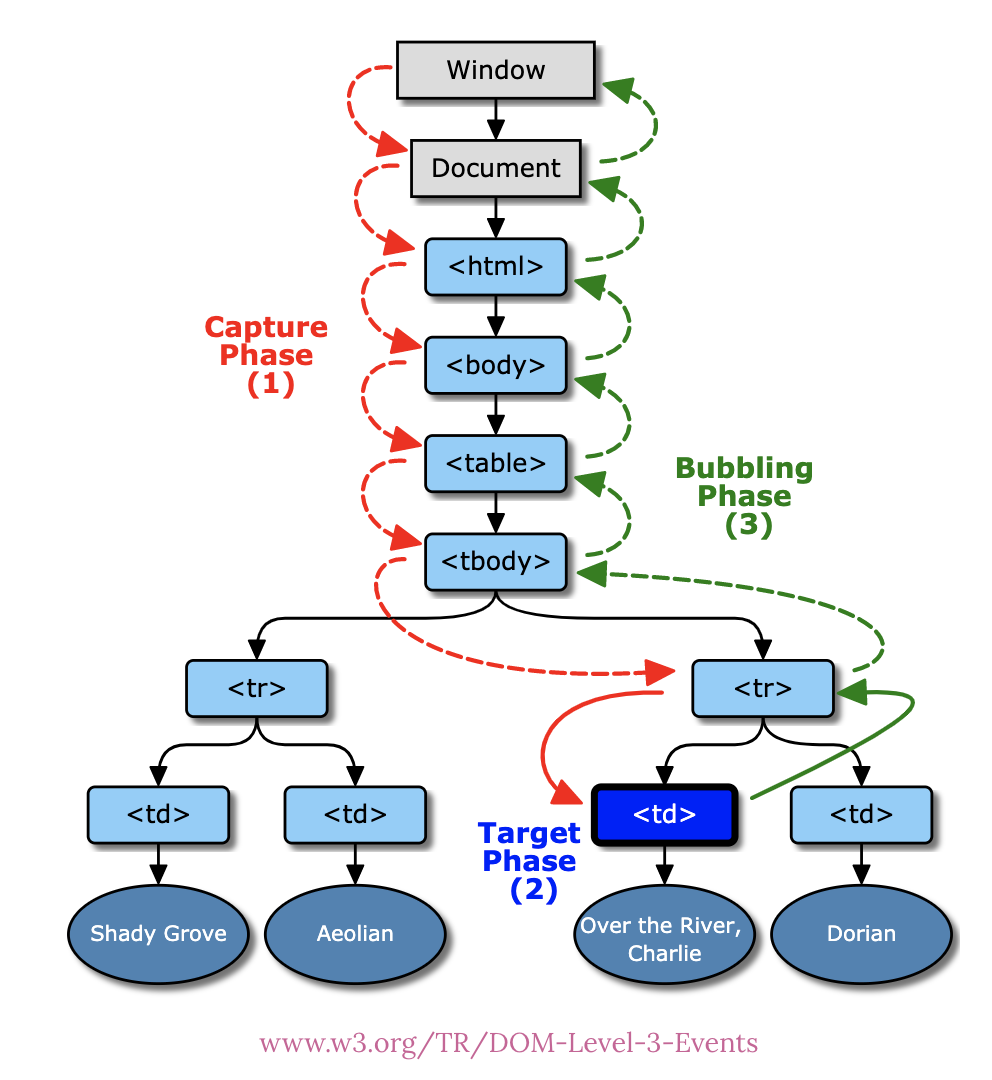 Window
Document
<html>
Capture
Phase
(1)
<body>
<table>
Bubbling
Phase
(3)
<tbody>
<tr>
<tr>
<td>
<td>
<td>
<td>
Target
Phase
(2)
Shady Grove
Aeolian
Over the River,
Charlie
Dorian
www.w3.org/TR/DOM-Level-3-Events